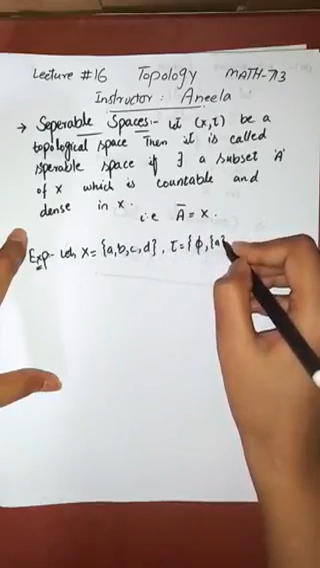 Lecture #16 Topology MATH-713
Instructor: Aneela
→ Seperable Spaces:- let (X,τ) be a
topological space Then it is called
sperable space if ∃ a subset 'A'
of X which is countable and
dense in X.
i.e Ā = X.
Exp:- Let X = {a,b,c,d}, τ = {φ,{a}